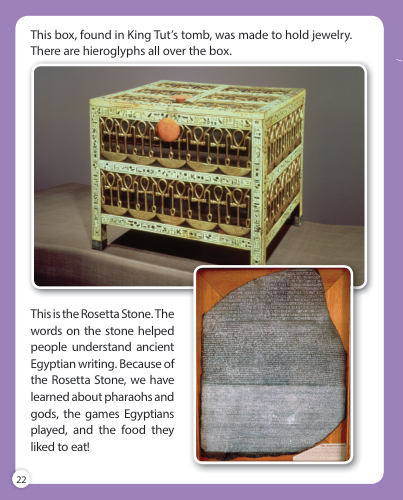 This box, found in King Tut's tomb, was made to hold jewelry.
There are hieroglyphs all over the box.
This is the Rosetta Stone. The
words on the stone helped
people understand ancient
Egyptian writing. Because of
the Rosetta Stone, we have
learned about pharaohs and
gods, the games Egyptians
played, and the food they
liked to eat!
22